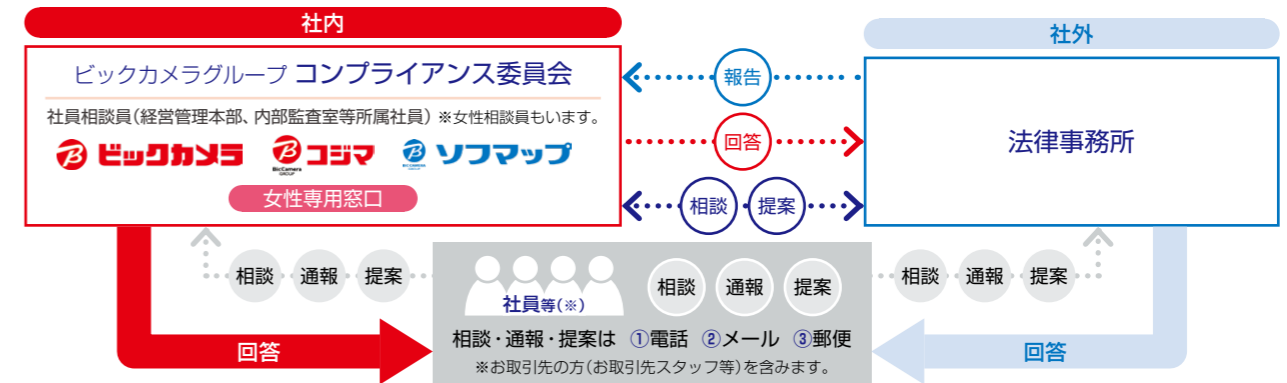 社内
ビックカメラグループ コンプライアンス委員会
社員相談員(経営管理本部、内部監査室等所属社員) ※女性相談員もいます。
B ビックカメラ B コジマ BicCamera GROUP B ソフマップ BICCAMERA GROUP
女性専用窓口
報告
回答
相談 提案
社外
法律事務所
相談 通報 提案
社員等(※)
相談 通報 提案
相談・通報・提案は ①電話 ②メール ③郵便
※お取引先の方(お取引先スタッフ等)を含みます。
相談 通報 提案
回答
回答